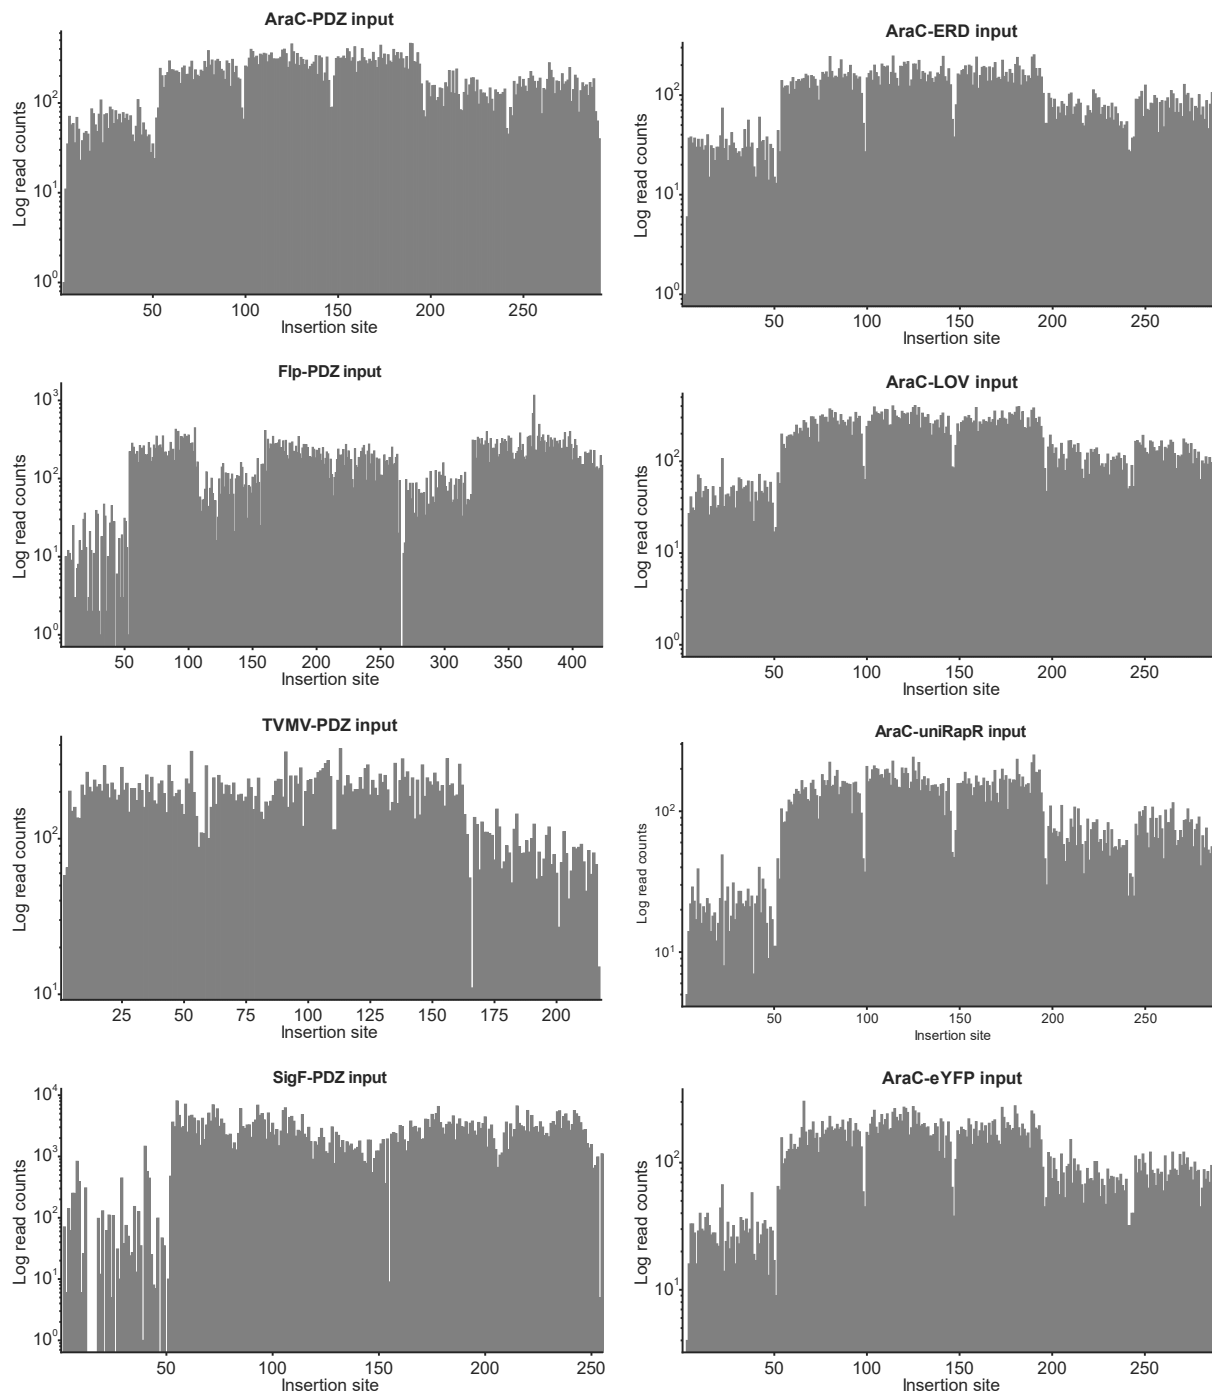 AraC-PDZ input
Log read counts
10^2
10^1
10^0
50 100 150 200 250
Insertion site
AraC-ERD input
Log read counts
10^2
10^1
10^0
50 100 150 200 250
Insertion site
Flp-PDZ input
Log read counts
10^3
10^2
10^1
10^0
50 100 150 200 250 300 350 400
Insertion site
AraC-LOV input
Log read counts
10^2
10^1
10^0
50 100 150 200 250
Insertion site
TVMV-PDZ input
Log read counts
10^2
10^1
25 50 75 100 125 150 175 200
Insertion site
AraC-uniRapR input
Log read counts
10^2
10^1
50 100 150 200 250
Insertion site
SigF-PDZ input
Log read counts
10^4
10^3
10^2
10^1
10^0
50 100 150 200 250
Insertion site
AraC-eYFP input
Log read counts
10^2
10^1
50 100 150 200 250
Insertion site